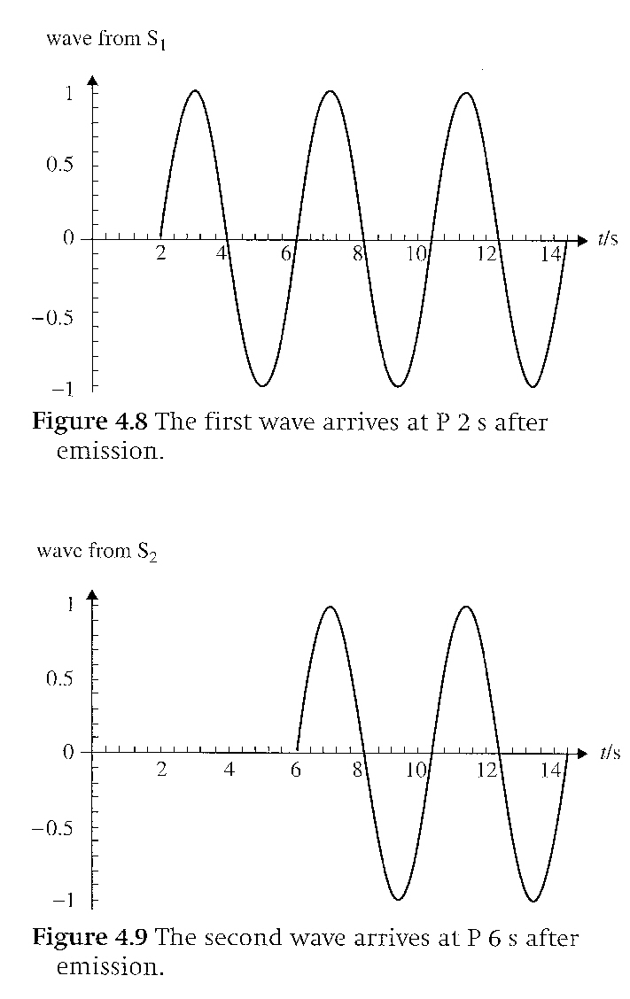 wave from S₁
1
0.5
0
−0.5
−1
2 4 6 8 10 12 14 t/s
Figure 4.8 The first wave arrives at P 2 s after
emission.
wave from S₂
1
0.5
0
−0.5
−1
2 4 6 8 10 12 14 t/s
Figure 4.9 The second wave arrives at P 6 s after
emission.